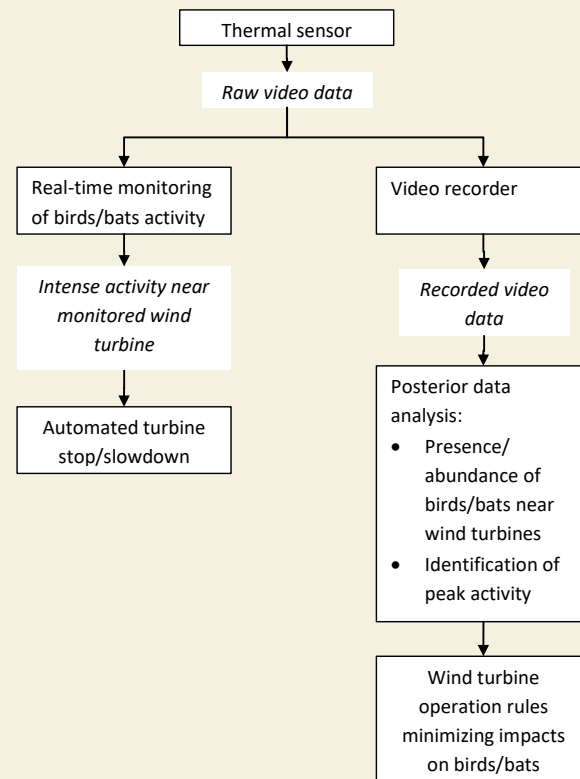 Thermal sensor
Raw video data
Real-time monitoring
of birds/bats activity
Video recorder
Intense activity near
monitored wind
turbine
Recorded video
data
Automated turbine
stop/slowdown
Posterior data
analysis:
• Presence/
abundance of
birds/bats near
wind turbines
• Identification of
peak activity
Wind turbine
operation rules
minimizing impacts
on birds/bats